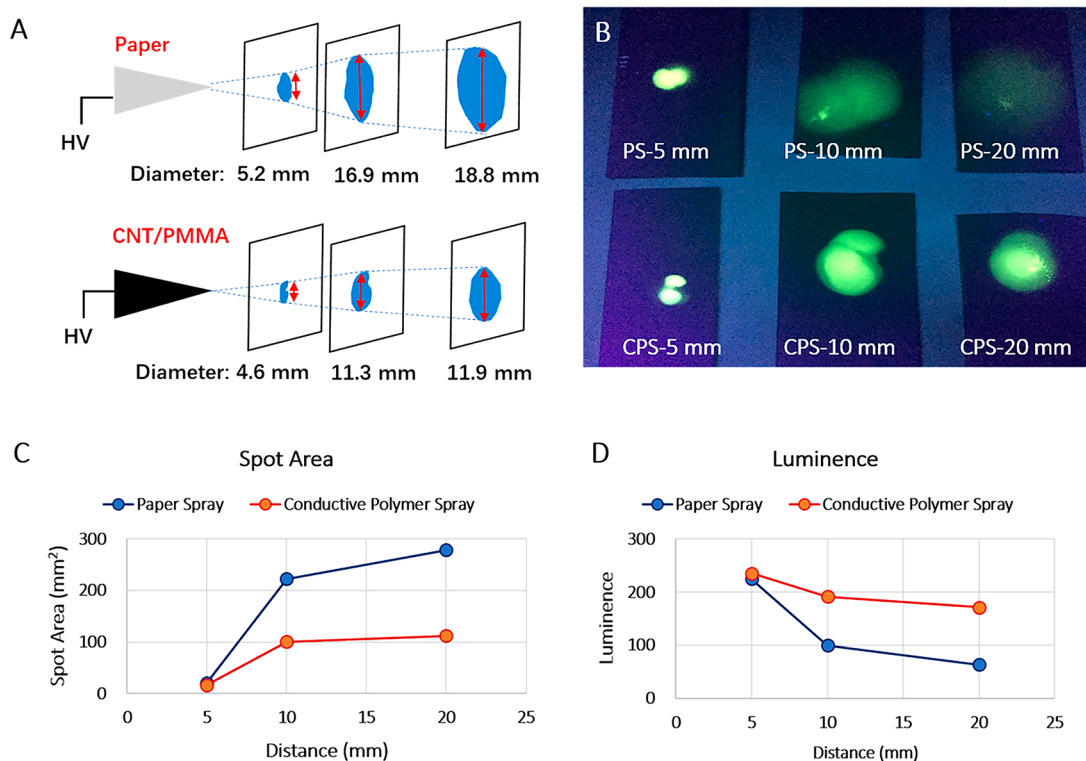 A
Paper
HV
Diameter: 5.2 mm 16.9 mm 18.8 mm
CNT/PMMA
HV
Diameter: 4.6 mm 11.3 mm 11.9 mm
B
PS-5 mm PS-10 mm PS-20 mm
CPS-5 mm CPS-10 mm CPS-20 mm
C
Spot Area
Paper Spray Conductive Polymer Spray
Spot Area (mm²)
300
200
100
0
0 5 10 15 20 25
Distance (mm)
D
Luminence
Paper Spray Conductive Polymer Spray
Luminence
300
200
100
0
0 5 10 15 20 25
Distance (mm)